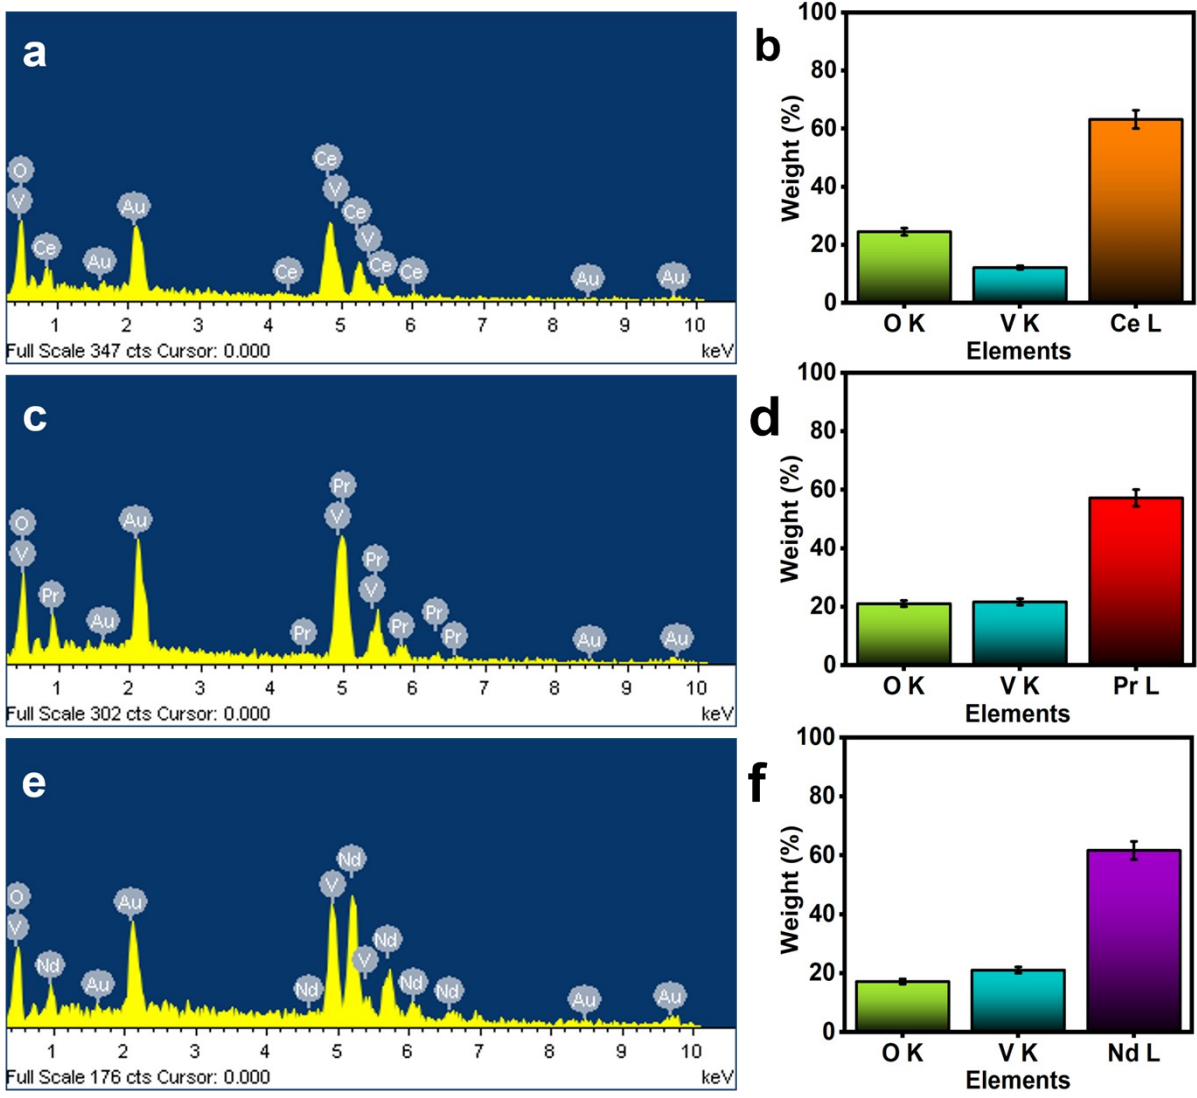 a
O
V
Ce
Au
Au
Ce
Ce
V
Ce
V
Ce
Ce
Au
Au
1 2 3 4 5 6 7 8 9 10
Full Scale 347 cts Cursor: 0.000 keV
b
Weight (%)
100
80
60
40
20
0
O K V K Ce L
Elements
c
O
V
Pr
Au
Au
Pr
Pr
V
Pr
V
Pr
Pr
Pr
Au
Au
1 2 3 4 5 6 7 8 9 10
Full Scale 302 cts Cursor: 0.000 keV
d
Weight (%)
100
80
60
40
20
0
O K V K Pr L
Elements
e
O
V
Nd
Au
Au
Nd
V
Nd
V
Nd
Nd
Nd
Au
Au
1 2 3 4 5 6 7 8 9 10
Full Scale 176 cts Cursor: 0.000 keV
f
Weight (%)
100
80
60
40
20
0
O K V K Nd L
Elements